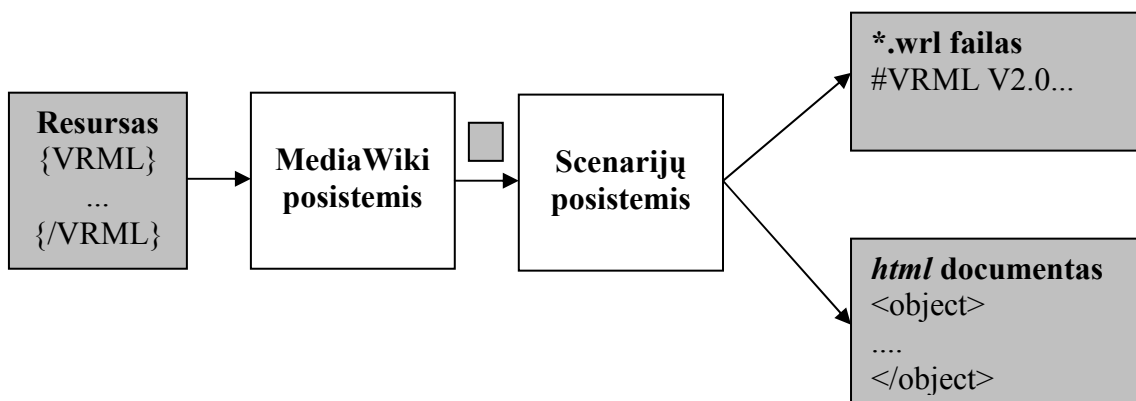 Resursas
{VRML}
...
{/VRML}
MediaWiki
posistemis
Scenarijų
posistemis
*.wrl failas
#VRML V2.0...
html documentas
<object>
....
</object>